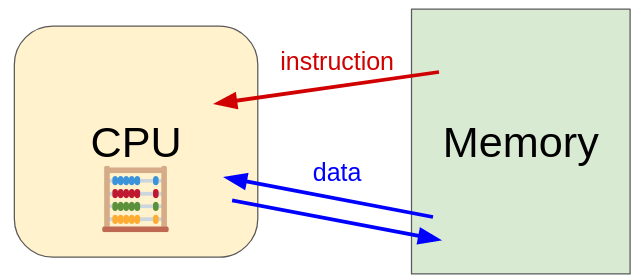 instruction
CPU
Memory
data